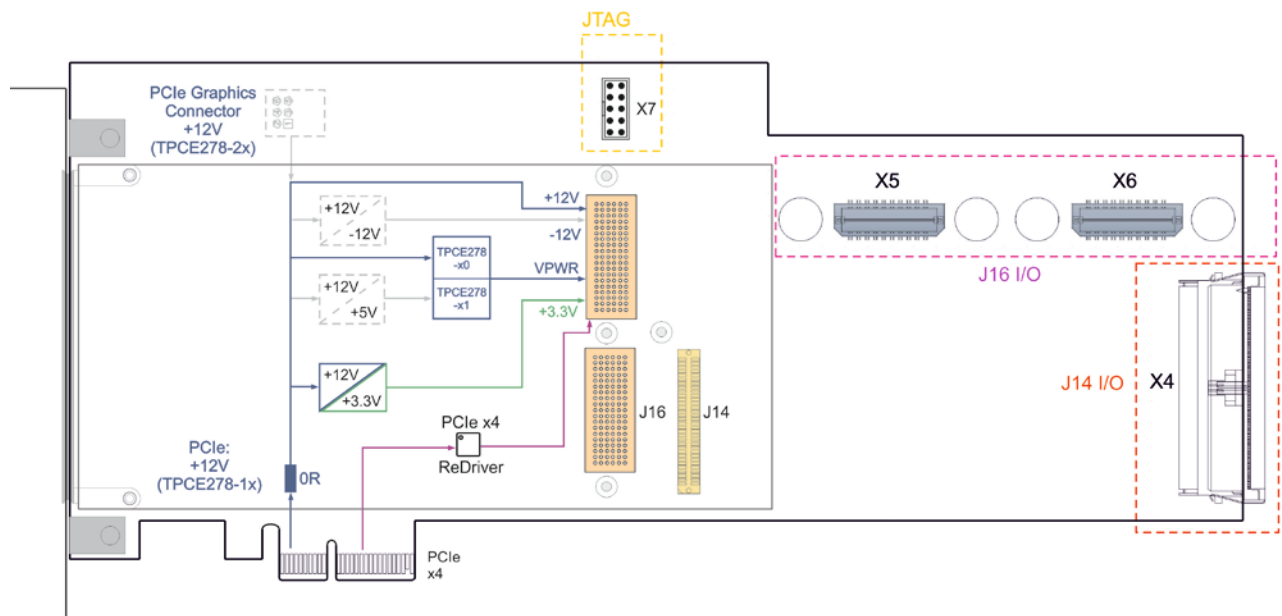 JTAG
X7
PCIe Graphics
Connector
+12V
(TPCE278-2x)
X5
X6
J16 I/O
+12V
-12V
+12V
-12V
TPCE278
-x0
VPWR
TPCE278
-x1
+12V
+5V
+3.3V
+12V
+3.3V
J14 I/O
X4
J16
J14
PCIe x4
ReDriver
PCIe:
+12V
(TPCE278-1x)
0R
PCIe
x4